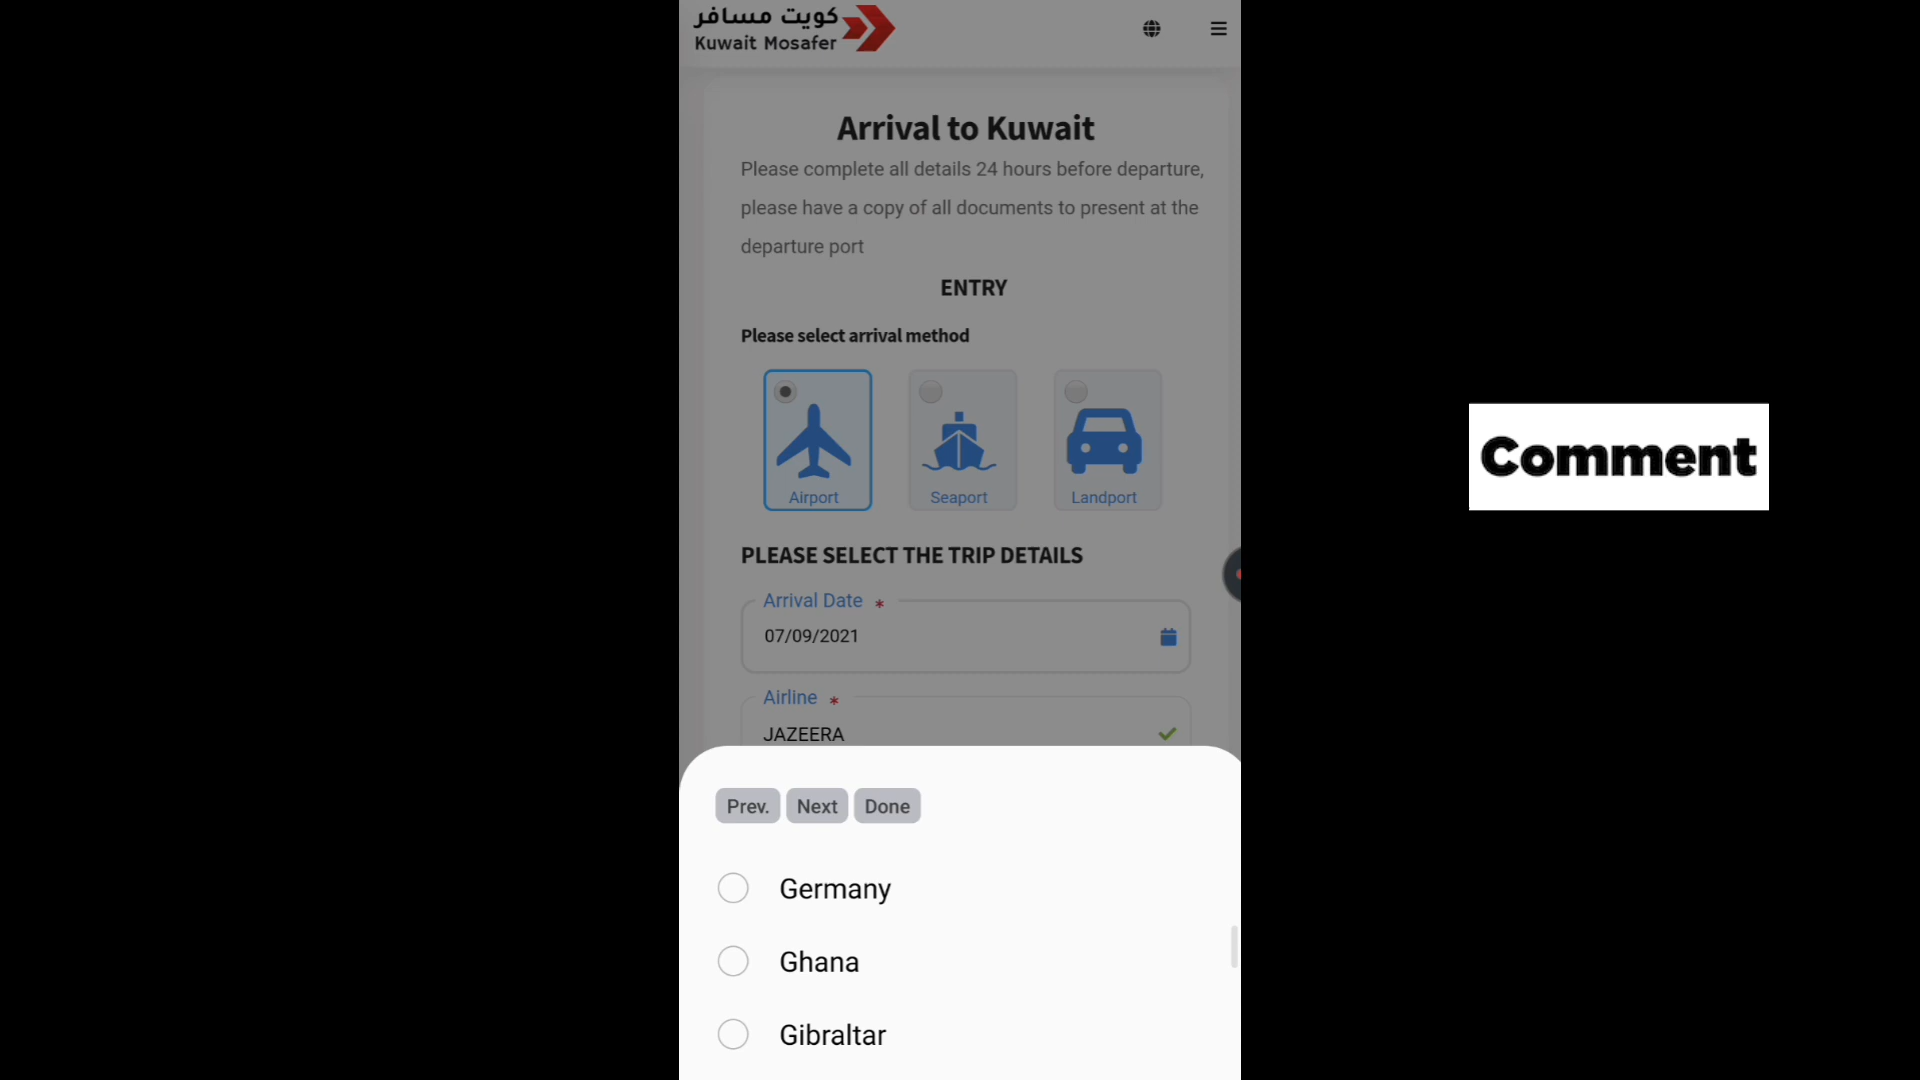 كويت مسافر
Kuwait Mosafer
Arrival to Kuwait
Please complete all details 24 hours before departure,
please have a copy of all documents to present at the
departure port
ENTRY
Please select arrival method
Airport
Seaport
Landport
PLEASE SELECT THE TRIP DETAILS
Arrival Date *
07/09/2021
Airline *
JAZEERA
Prev. Next Done
Germany
Ghana
Gibraltar
Comment